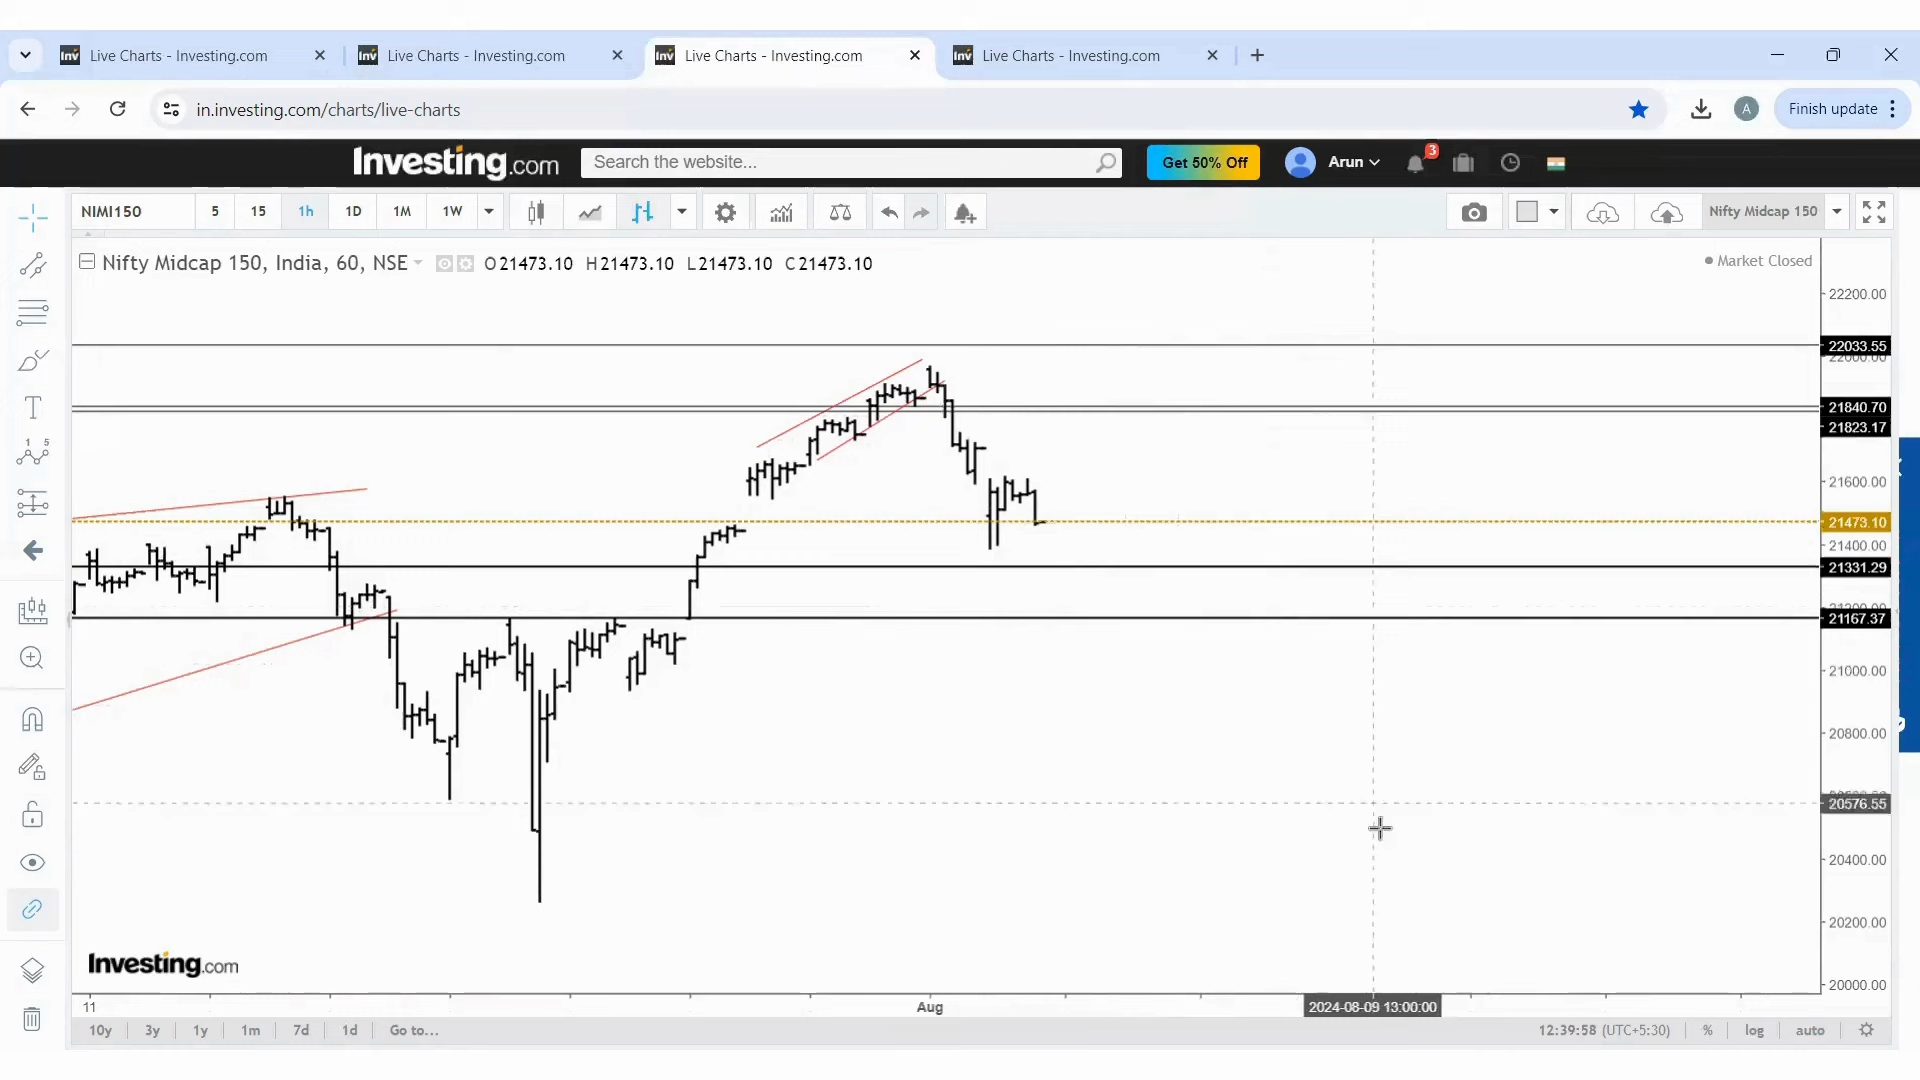 Live Charts - Investing.com
Live Charts - Investing.com
Live Charts - Investing.com
Live Charts - Investing.com
in.investing.com/charts/live-charts
A
Finish update
Investing.com
Search the website...
Get 50% Off
Arun
3
NIMI150
5
15
1h
1D
1M
1W
Nifty Midcap 150
Nifty Midcap 150, India, 60, NSE
O21473.10 H21473.10 L21473.10 C21473.10
Market Closed
T
1 5
22200.00
22033.55
22000.00
21840.70
21823.17
21600.00
21473.10
21400.00
21331.29
21200.00
21167.37
21000.00
20800.00
20576.55
20400.00
20200.00
20000.00
Investing.com
11
Aug
2024-08-09 13:00:00
10y
3y
1y
1m
7d
1d
Go to...
12:39:58 (UTC+5:30)
%
log
auto